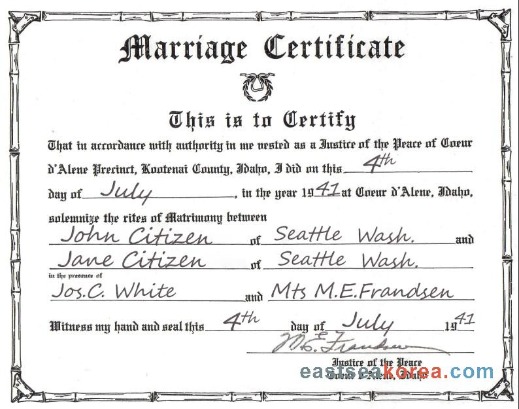 Marriage Certificate
This is to Certify
That in accordance with authority in me vested as a Justice of the Peace of Coeur
d'Alene Precinct, Kootenai County, Idaho, I did on this 4th
day of July, in the year 1941 at Coeur d'Alene, Idaho,
solemnize the rites of Matrimony between
John Citizen of Seattle Wash. and
Jane Citizen of Seattle Wash.
in the presence of
Jos.C. White and Mts M.E.Frandsen
Witness my hand and seal this 4th day of July 1941
M.E. Frandsen
Justice of the Peace
Coeur d'Alene, Idaho
eastseakorea.com